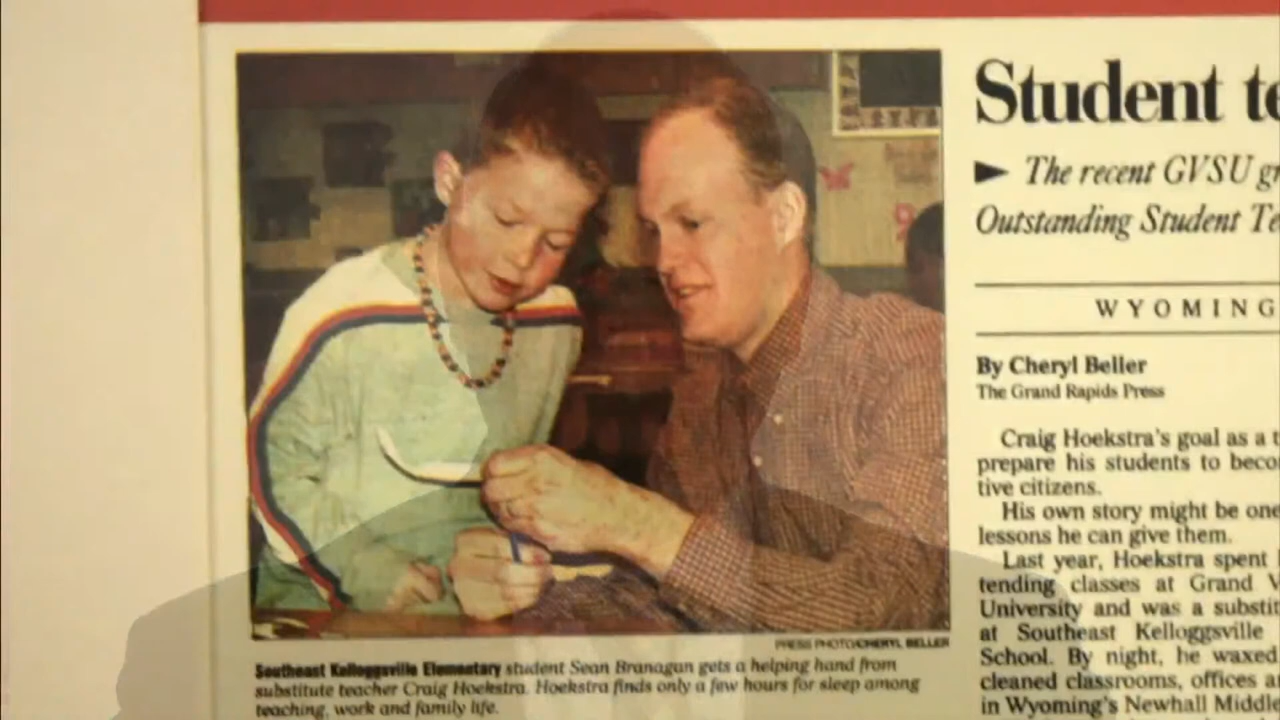 Student te
► The recent GVSU gr
Outstanding Student Te
WYOMING
By Cheryl Beller
The Grand Rapids Press
Craig Hoekstra's goal as a t
prepare his students to beco
tive citizens.
His own story might be one
lessons he can give them.
Last year, Hoekstra spent
tending classes at Grand V
University and was a substit
at Southeast Kelloggsville
School. By night, he waxed
cleaned classrooms, offices a
in Wyoming's Newhall Middle
PRESS PHOTO/CHERYL BELLER
Southeast Kelloggsville Elementary student Sean Branagan gets a helping hand from
substitute teacher Craig Hoekstra. Hoekstra finds only a few hours for sleep among
teaching, work and family life.